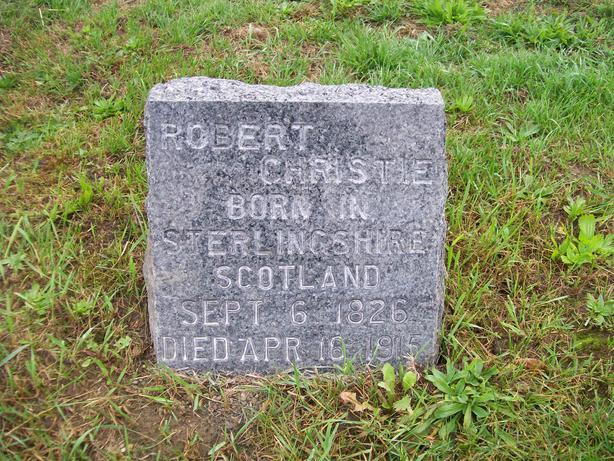 ROBERT
CHRISTIE
BORN IN
STERLINGSHIRE
SCOTLAND
SEPT 6 1826
DIED APR 18 1915